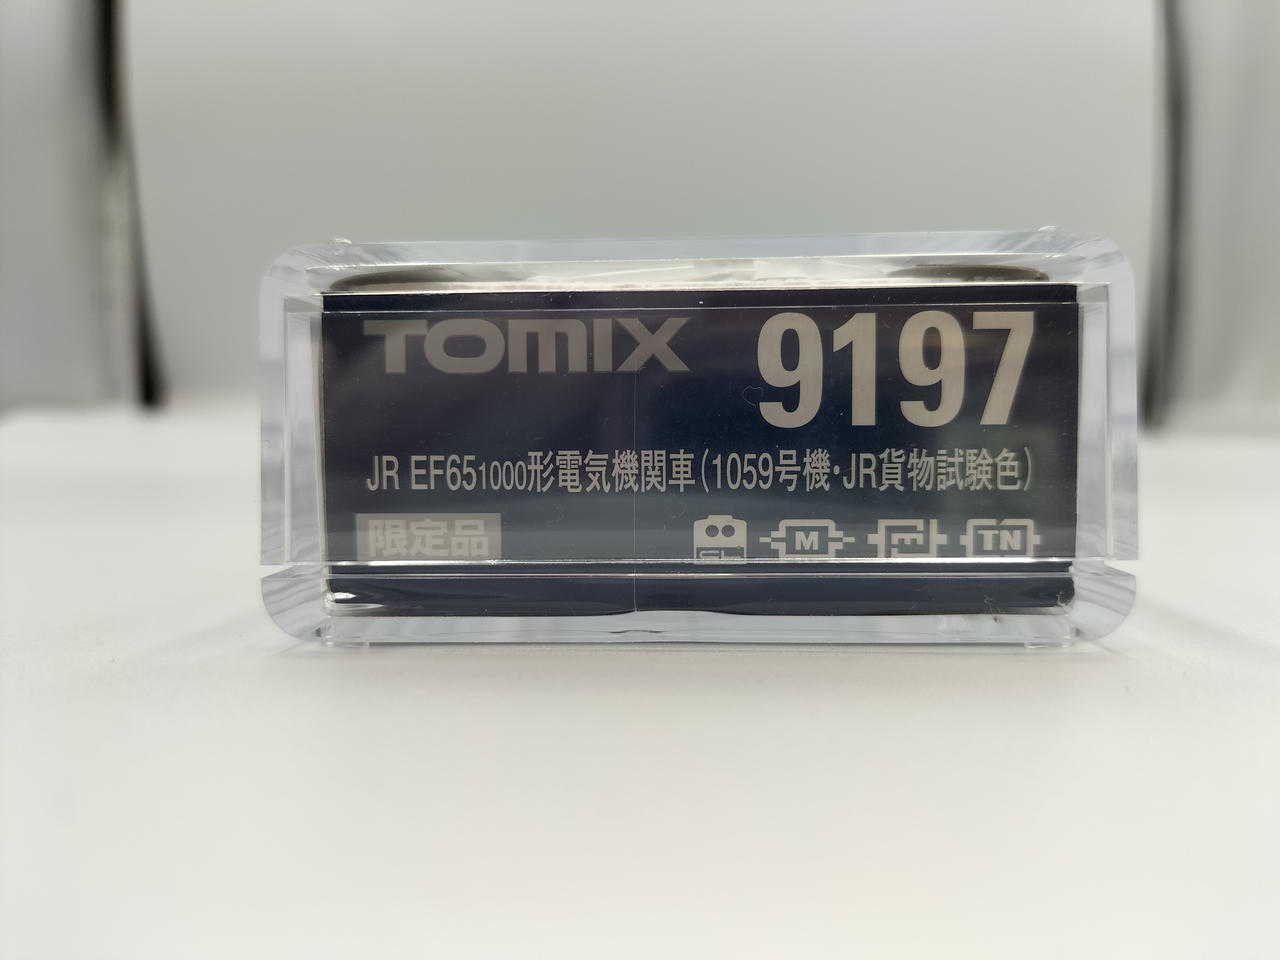 TOMIX 9197
JR EF651000形電気機関車(1059号機・JR貨物試験色)
限定品 M TN